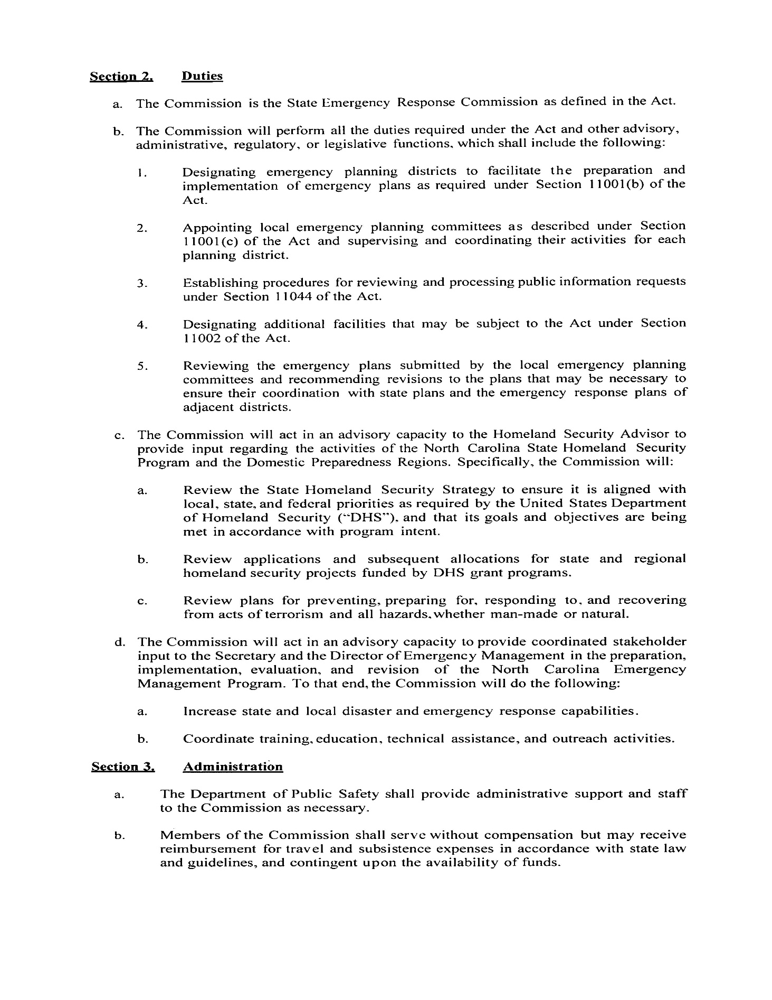 Section 2. Duties
a. The Commission is the State Emergency Response Commission as defined in the Act.
b. The Commission will perform all the duties required under the Act and other advisory,
administrative, regulatory, or legislative functions, which shall include the following:
1. Designating emergency planning districts to facilitate the preparation and
implementation of emergency plans as required under Section 11001(b) of the
Act.
2. Appointing local emergency planning committees as described under Section
11001(c) of the Act and supervising and coordinating their activities for each
planning district.
3. Establishing procedures for reviewing and processing public information requests
under Section 11044 of the Act.
4. Designating additional facilities that may be subject to the Act under Section
11002 of the Act.
5. Reviewing the emergency plans submitted by the local emergency planning
committees and recommending revisions to the plans that may be necessary to
ensure their coordination with state plans and the emergency response plans of
adjacent districts.
c. The Commission will act in an advisory capacity to the Homeland Security Advisor to
provide input regarding the activities of the North Carolina State Homeland Security
Program and the Domestic Preparedness Regions. Specifically, the Commission will:
a. Review the State Homeland Security Strategy to ensure it is aligned with
local, state, and federal priorities as required by the United States Department
of Homeland Security ("DHS"), and that its goals and objectives are being
met in accordance with program intent.
b. Review applications and subsequent allocations for state and regional
homeland security projects funded by DHS grant programs.
c. Review plans for preventing, preparing for, responding to, and recovering
from acts of terrorism and all hazards, whether man-made or natural.
d. The Commission will act in an advisory capacity to provide coordinated stakeholder
input to the Secretary and the Director of Emergency Management in the preparation,
implementation, evaluation, and revision of the North Carolina Emergency
Management Program. To that end, the Commission will do the following:
a. Increase state and local disaster and emergency response capabilities.
b. Coordinate training, education, technical assistance, and outreach activities.
Section 3. Administration
a. The Department of Public Safety shall provide administrative support and staff
to the Commission as necessary.
b. Members of the Commission shall serve without compensation but may receive
reimbursement for travel and subsistence expenses in accordance with state law
and guidelines, and contingent upon the availability of funds.